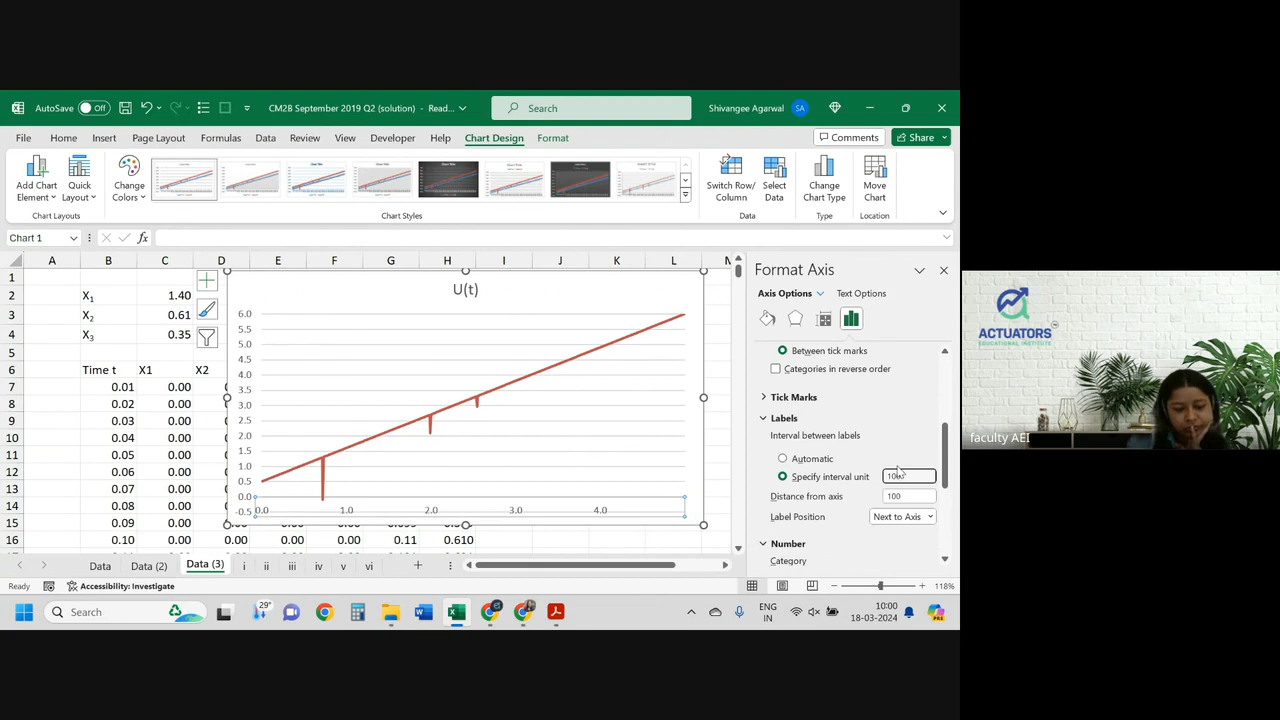 AutoSave Off CM2B September 2019 Q2 (solution) - Read... Search Shivangee Agarwal SA
File Home Insert Page Layout Formulas Data Review View Developer Help Chart Design Format Comments Share
Add Chart Element Quick Layout Change Colors Switch Row/ Column Select Data Change Chart Type Move Chart
Chart Layouts Chart Styles Data Type Location
Chart 1 fx
A B C D E F G H I J K L M
1
2 X1 1.40
3 X2 0.61
4 X3 0.35
5
6 Time t X1 X2
7 0.01 0.00
8 0.02 0.00
9 0.03 0.00
10 0.04 0.00
11 0.05 0.00
12 0.06 0.00
13 0.07 0.00
14 0.08 0.00
15 0.09 0.00
16 0.10 0.00 0.00 0.00 0.00 0.11 0.610
U(t)
6.0
5.5
5.0
4.5
4.0
3.5
3.0
2.5
2.0
1.5
1.0
0.5
0.0
-0.5
0.0 1.0 2.0 3.0 4.0
Format Axis
Axis Options Text Options
Between tick marks
Categories in reverse order
Tick Marks
Labels
Interval between labels
Automatic
Specify interval unit
Distance from axis 100
Label Position Next to Axis
Number
Category
Data Data (2) Data (3) i ii iii iv v vi
Ready Accessibility: Investigate 118%
Search 29° ENG IN 10:00 18-03-2024
ACTUATORS
EDUCATIONAL INSTITUTE
faculty AEI